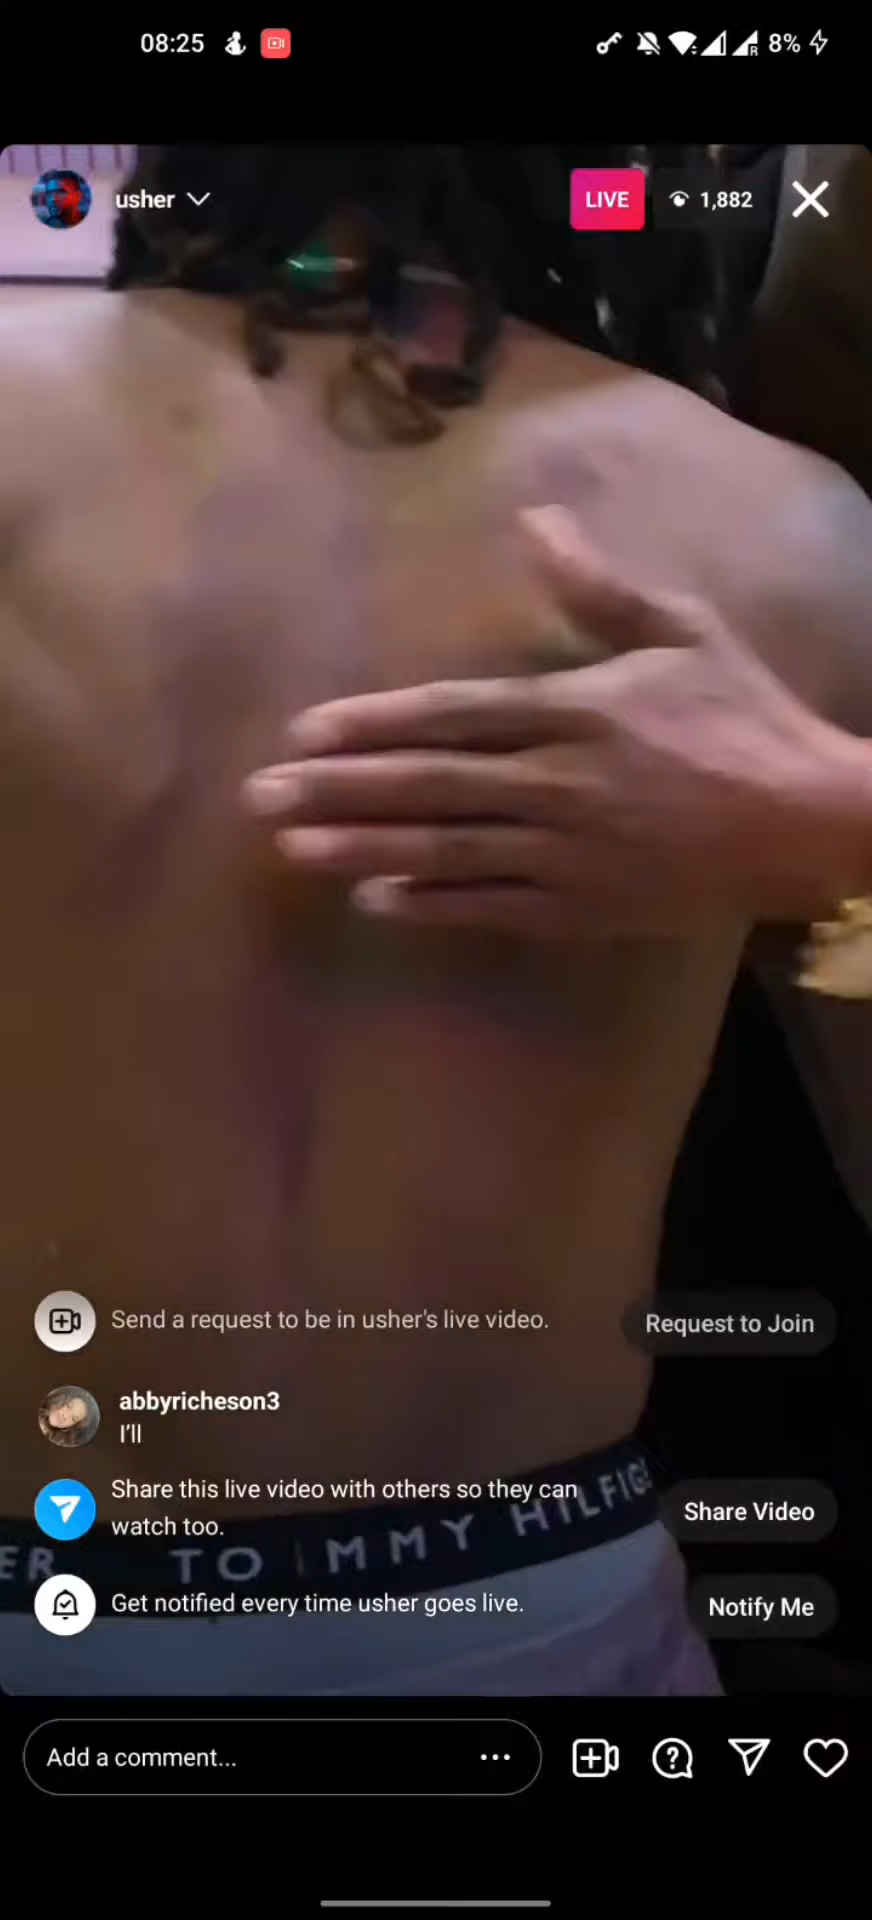 08:25
8%
usher
LIVE
1,882
Send a request to be in usher's live video.
Request to Join
abbyricheson3
I'll
Share this live video with others so they can
watch too.
Share Video
ER TOMMY HILFIG
Get notified every time usher goes live.
Notify Me
Add a comment...